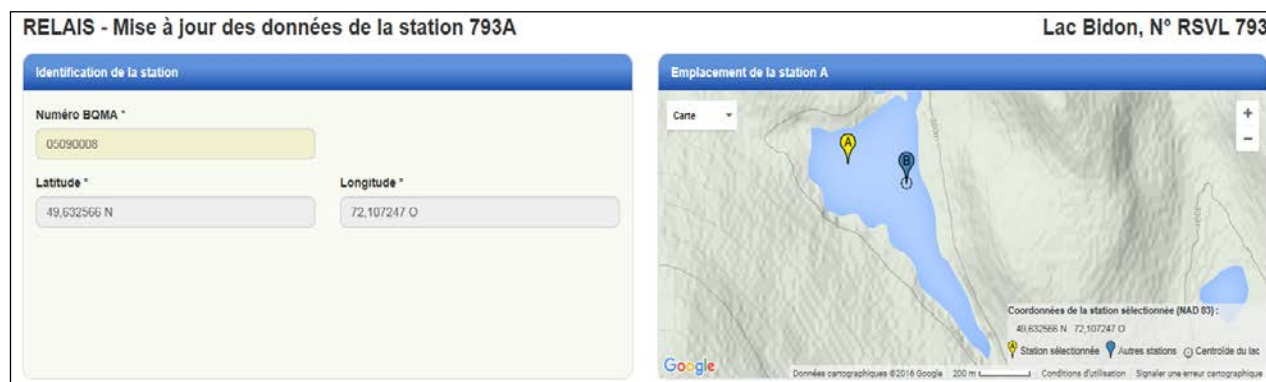 RELAIS - Mise à jour des données de la station 793A
Lac Bidon, N° RSVL 793
Identification de la station
Numéro BQMA *
05090008
Latitude *
Longitude *
49,632566 N
72,107247 O
Emplacement de la station A
Carte
+
−
A
B
300m
Coordonnées de la station sélectionnée (NAD 83) :
49,632566 N 72,107247 O
A Station sélectionnée Autres stations Centroïde du lac
Google
Données cartographiques ©2016 Google 200 m Conditions d'utilisation Signaler une erreur cartographique